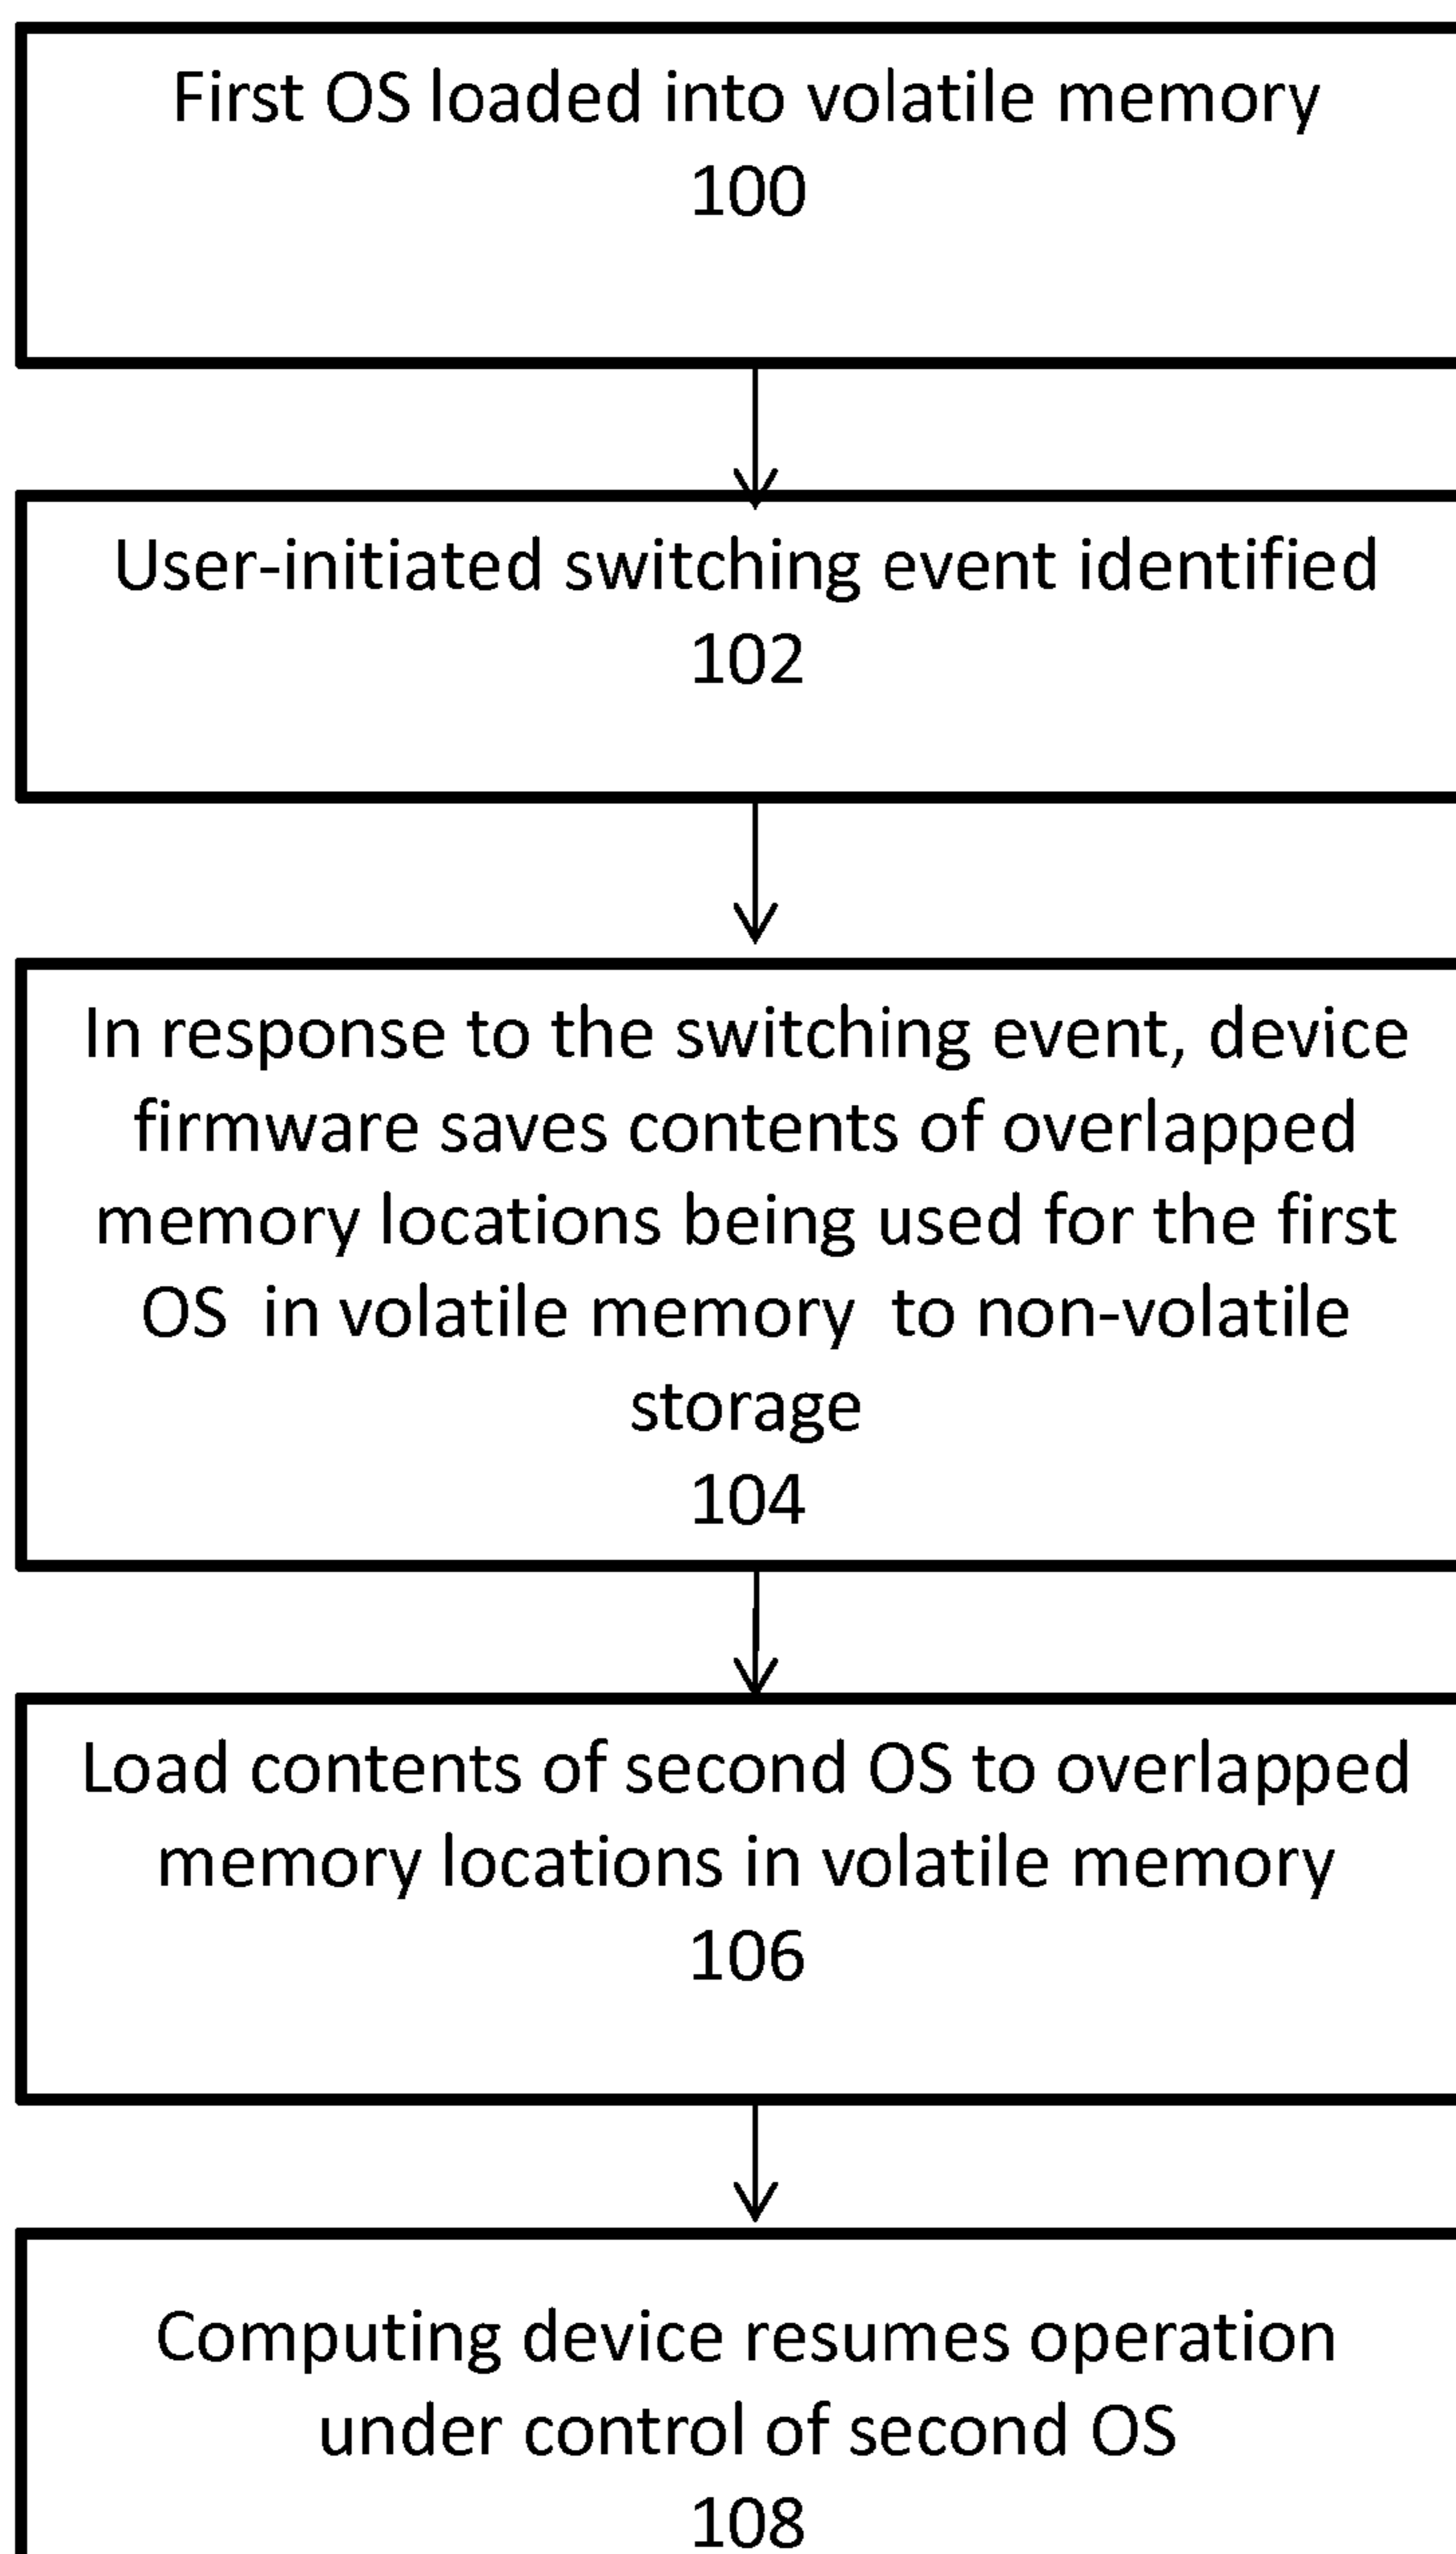 First OS loaded into volatile memory
100
User-initiated switching event identified
102
In response to the switching event, device
firmware saves contents of overlapped
memory locations being used for the first
OS in volatile memory to non-volatile
storage
104
Load contents of second OS to overlapped
memory locations in volatile memory
106
Computing device resumes operation
under control of second OS
108